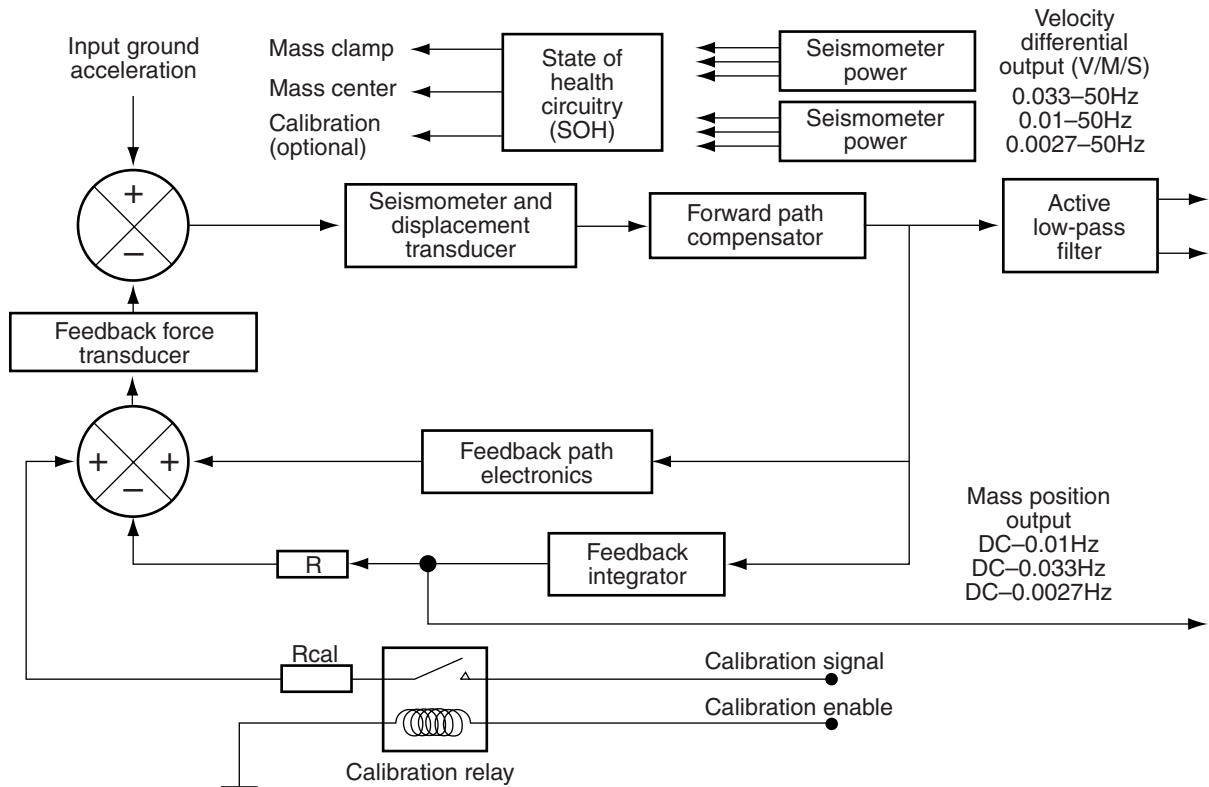 Input ground
acceleration
Mass clamp
Mass center
Calibration
(optional)
State of
health
circuitry
(SOH)
Seismometer
power
Seismometer
power
Velocity
differential
output (V/M/S)
0.033–50Hz
0.01–50Hz
0.0027–50Hz
+
–
Seismometer and
displacement
transducer
Forward path
compensator
Active
low-pass
filter
Feedback force
transducer
+ +
–
Feedback path
electronics
R
Feedback
integrator
Mass position
output
DC–0.01Hz
DC–0.033Hz
DC–0.0027Hz
Rcal
Calibration signal
Calibration enable
Calibration relay